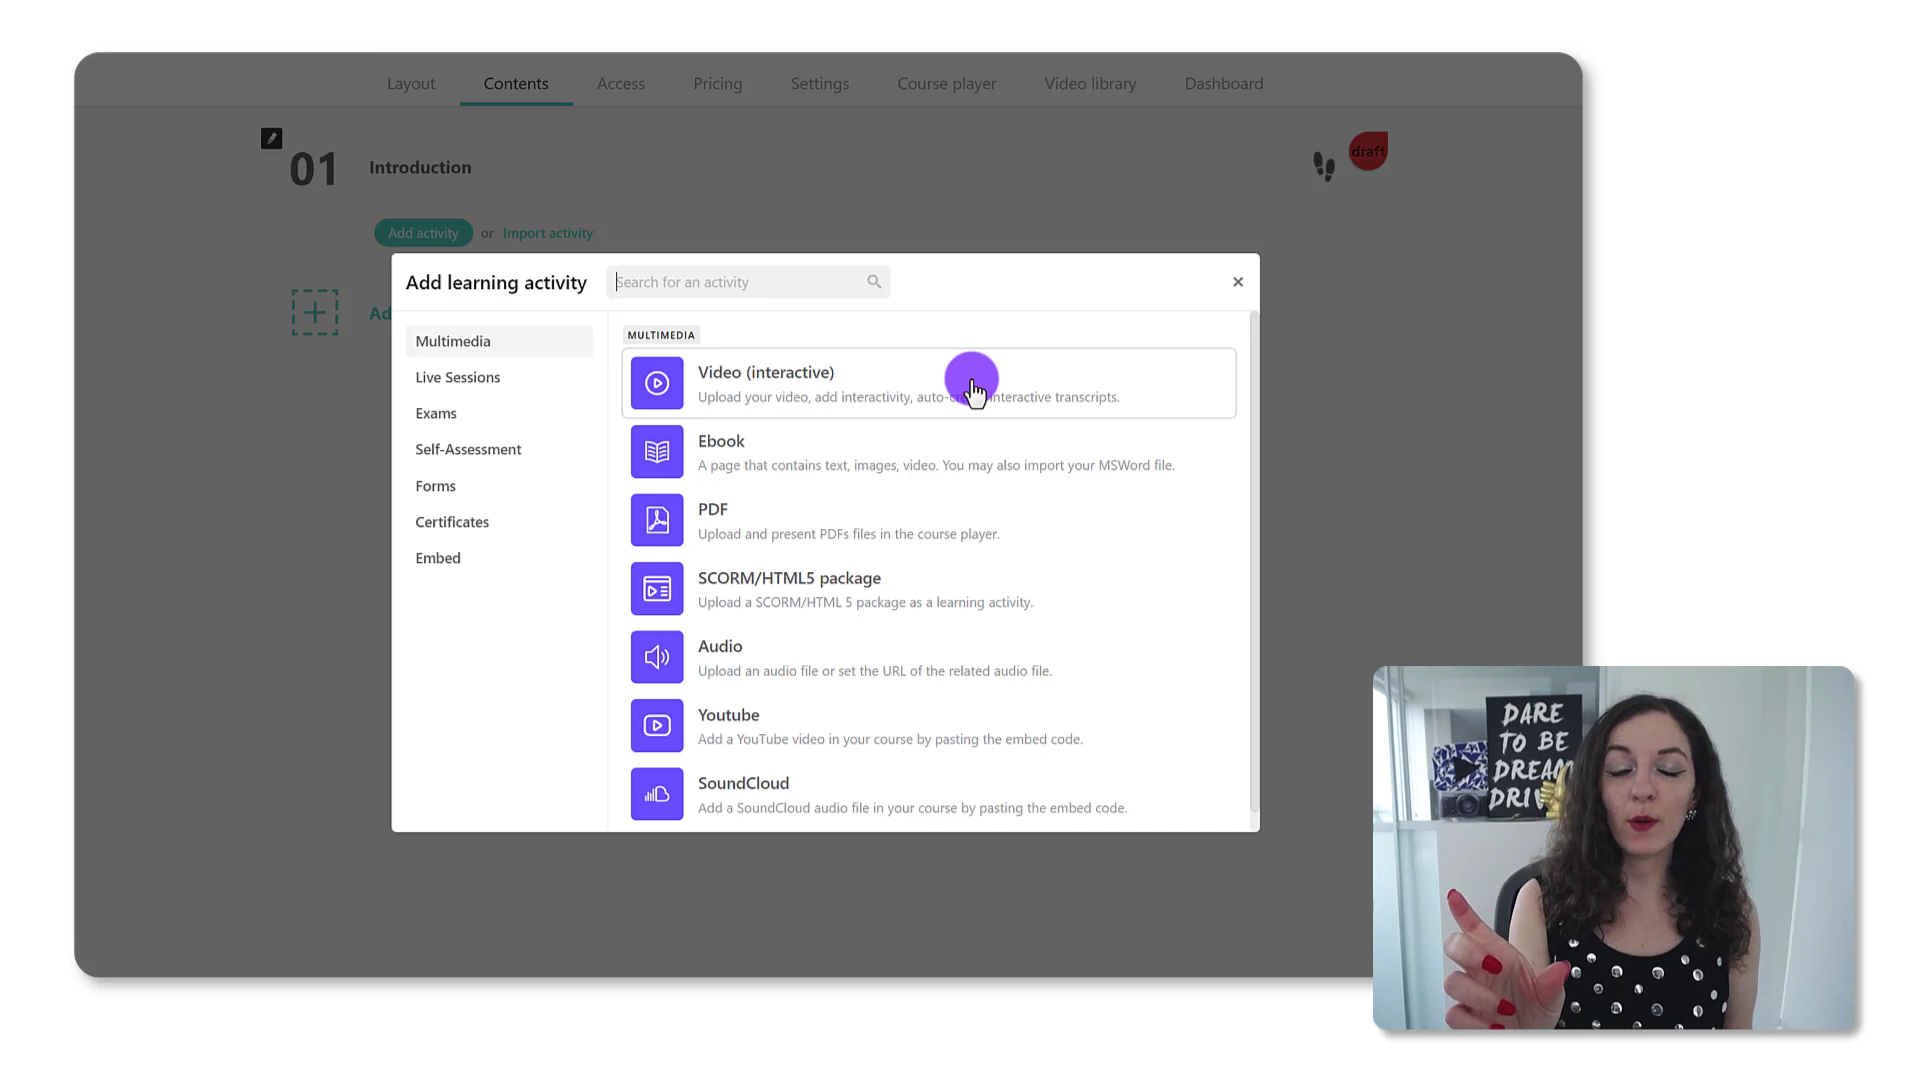 Layout Contents Access Pricing Settings Course player Video library Dashboard
01 Introduction
draft
Add activity or Import activity
Ad
Add learning activity
Search for an activity
Multimedia
Live Sessions
Exams
Self-Assessment
Forms
Certificates
Embed
MULTIMEDIA
Video (interactive)
Upload your video, add interactivity, auto-c interactive transcripts.
Ebook
A page that contains text, images, video. You may also import your MSWord file.
PDF
Upload and present PDFs files in the course player.
SCORM/HTML5 package
Upload a SCORM/HTML 5 package as a learning activity.
Audio
Upload an audio file or set the URL of the related audio file.
Youtube
Add a YouTube video in your course by pasting the embed code.
SoundCloud
Add a SoundCloud audio file in your course by pasting the embed code.
DARE
TO BE
DREAM
DRIV